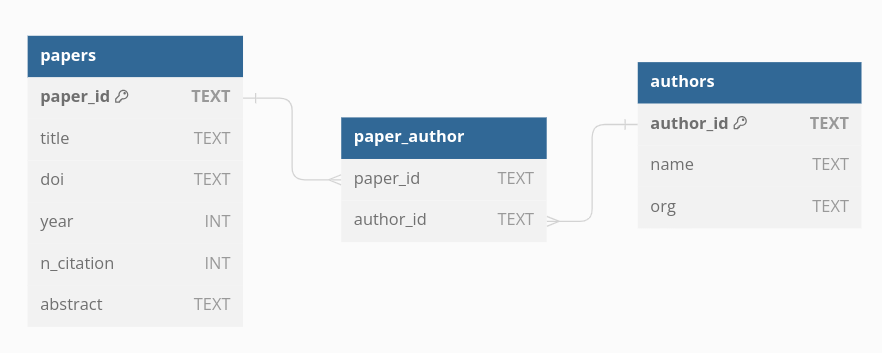 papers
paper_id TEXT
title TEXT
doi TEXT
year INT
n_citation INT
abstract TEXT
paper_author
paper_id TEXT
author_id TEXT
authors
author_id TEXT
name TEXT
org TEXT